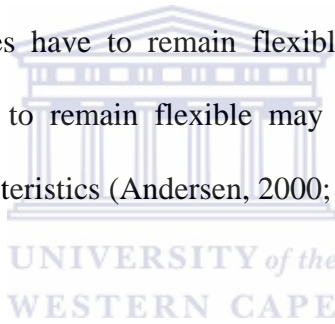 es have to remain flexibl
to remain flexible may
teristics (Andersen, 2000;
UNIVERSITY of the
WESTERN CAPE